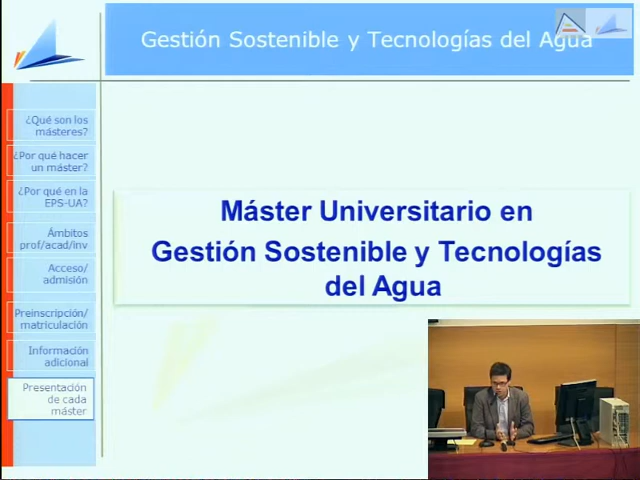 Gestión Sostenible y Tecnologías del Agua
¿Qué son los
másteres?
¿Por qué hacer
un máster?
¿Por qué en la
EPS-UA?
Ámbitos
prof/acad/inv
Acceso/
admisión
Preinscripción/
matriculación
Información
adicional
Presentación
de cada
máster
Máster Universitario en
Gestión Sostenible y Tecnologías
del Agua